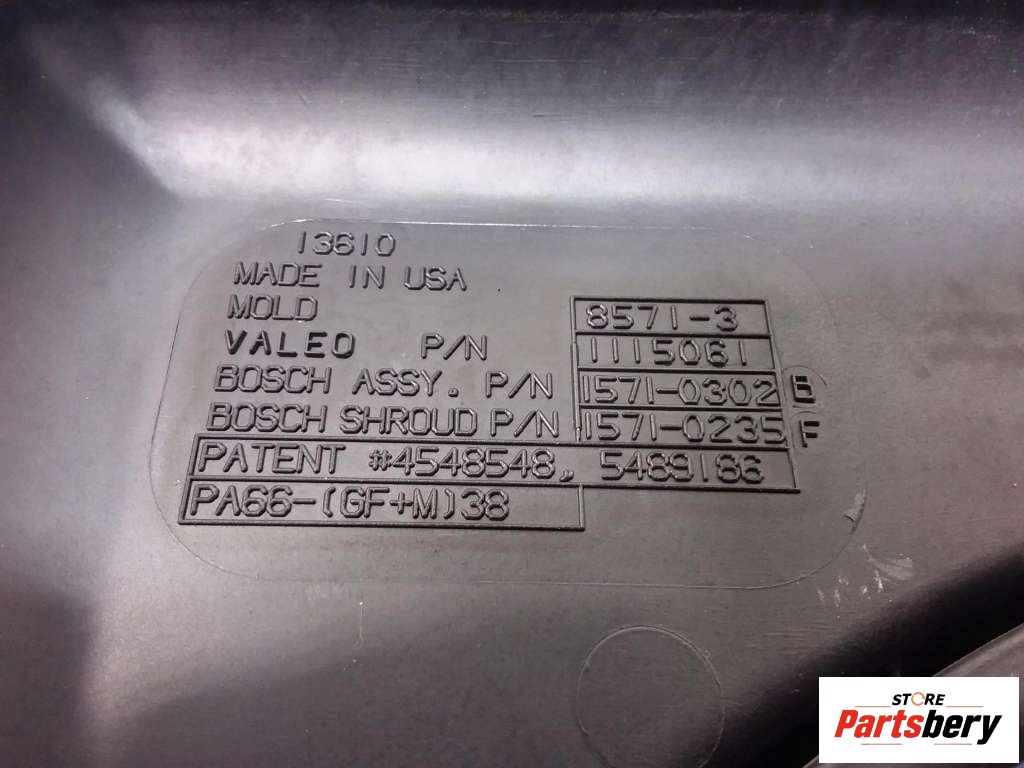 13610
MADE IN USA
MOLD 8571-3
VALEO P/N 1115061
BOSCH ASSY. P/N 1571-0302 B
BOSCH SHROUD P/N 1571-0235 F
PATENT #4548548, 5489186
PA66-(GF+M)38
STORE
Partsbery